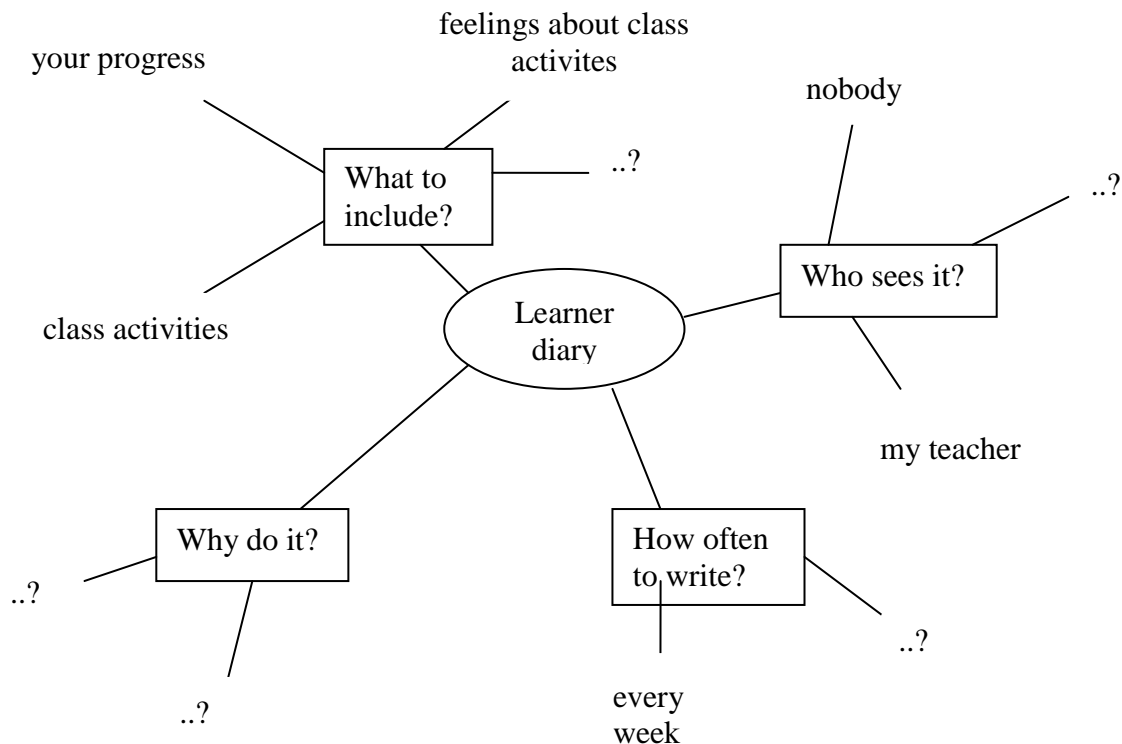 feelings about class
activites
your progress
nobody
..?
What to
include?
..?
Who sees it?
class activities
Learner
diary
my teacher
Why do it?
How often
to write?
..?
..?
..?
every
week